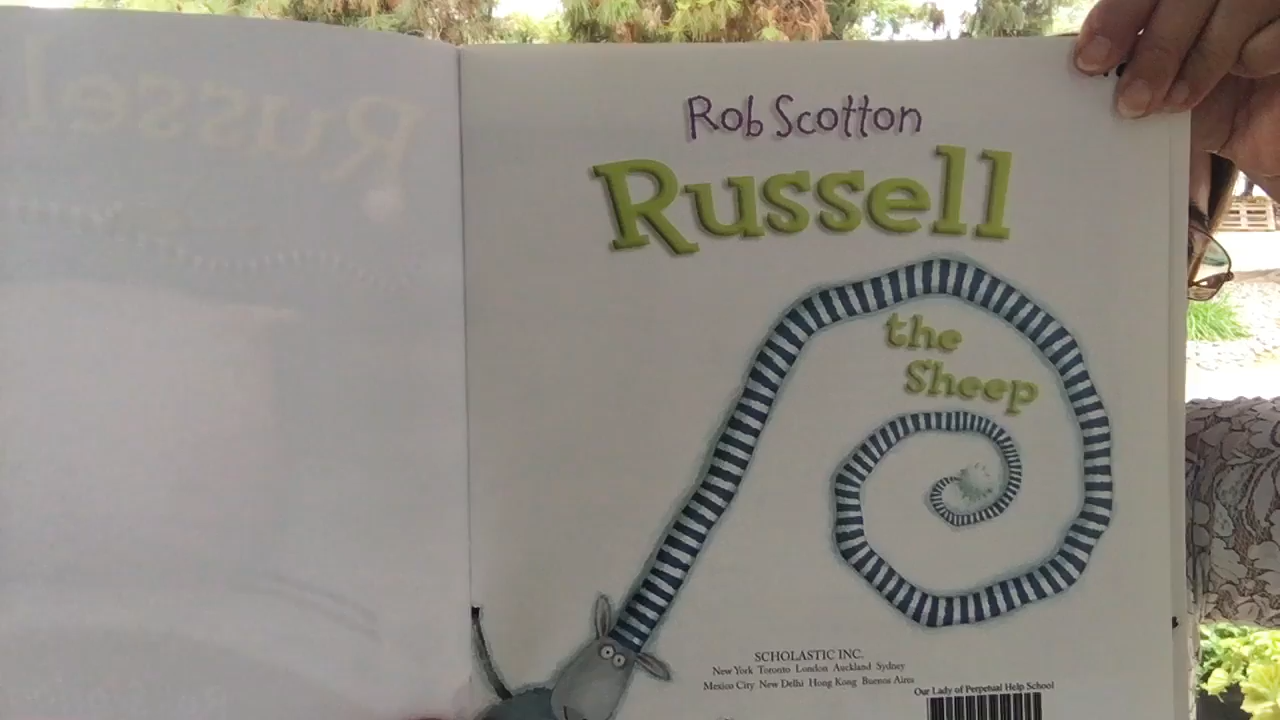 Rob Scotton
Russell
the
Sheep
SCHOLASTIC INC.
New York Toronto London Auckland Sydney
Mexico City New Delhi Hong Kong Buenos Aires
Our Lady of Perpetual Help School